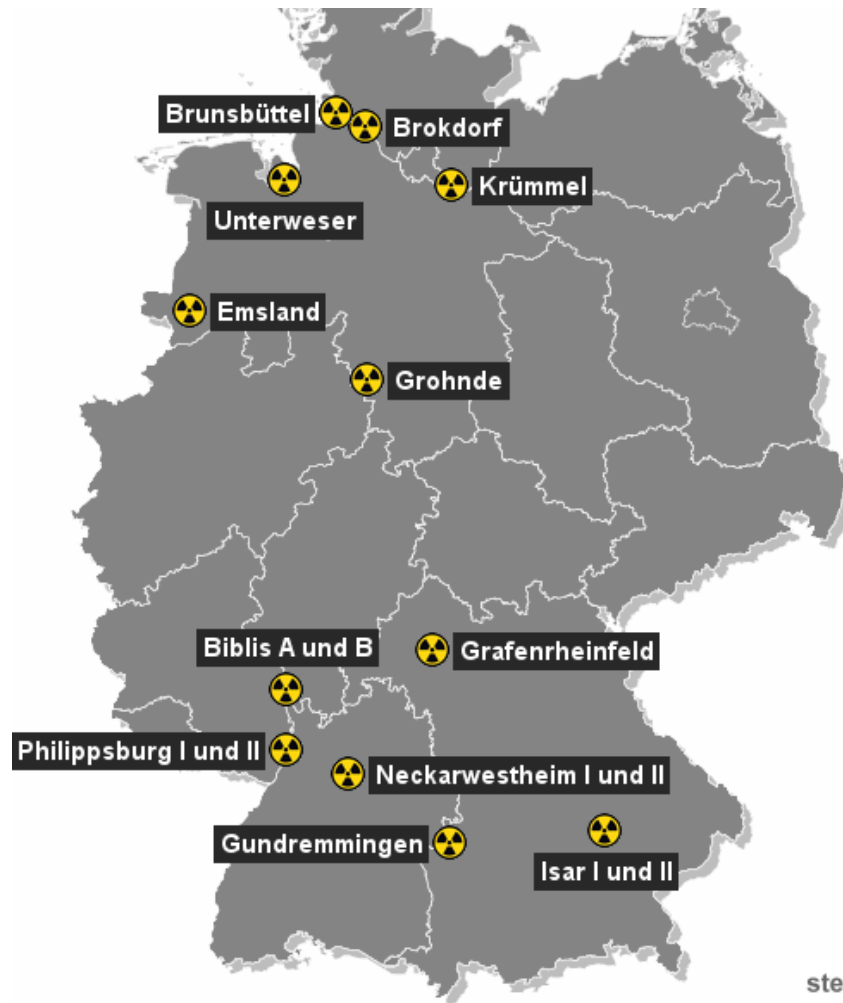 Brunsbüttel
Brokdorf
Krümmel
Unterweser
Emsland
Grohnde
Biblis A und B
Grafenrheinfeld
Philippsburg I und II
Neckarwestheim I und II
Gundremmingen
Isar I und II
ste